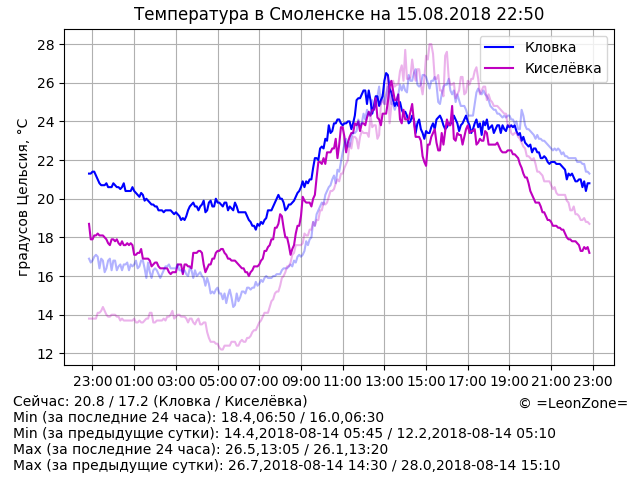 Температура в Смоленске на 15.08.2018 22:50
градусов Цельсия, °C
28
26
24
22
20
18
16
14
12
Кловка
Киселёвка
23:00 01:00 03:00 05:00 07:00 09:00 11:00 13:00 15:00 17:00 19:00 21:00 23:00
Сейчас: 20.8 / 17.2 (Кловка / Киселёвка)
© =LeonZone=
Min (за последние 24 часа): 18.4,06:50 / 16.0,06:30
Min (за предыдущие сутки): 14.4,2018-08-14 05:45 / 12.2,2018-08-14 05:10
Max (за последние 24 часа): 26.5,13:05 / 26.1,13:20
Max (за предыдущие сутки): 26.7,2018-08-14 14:30 / 28.0,2018-08-14 15:10